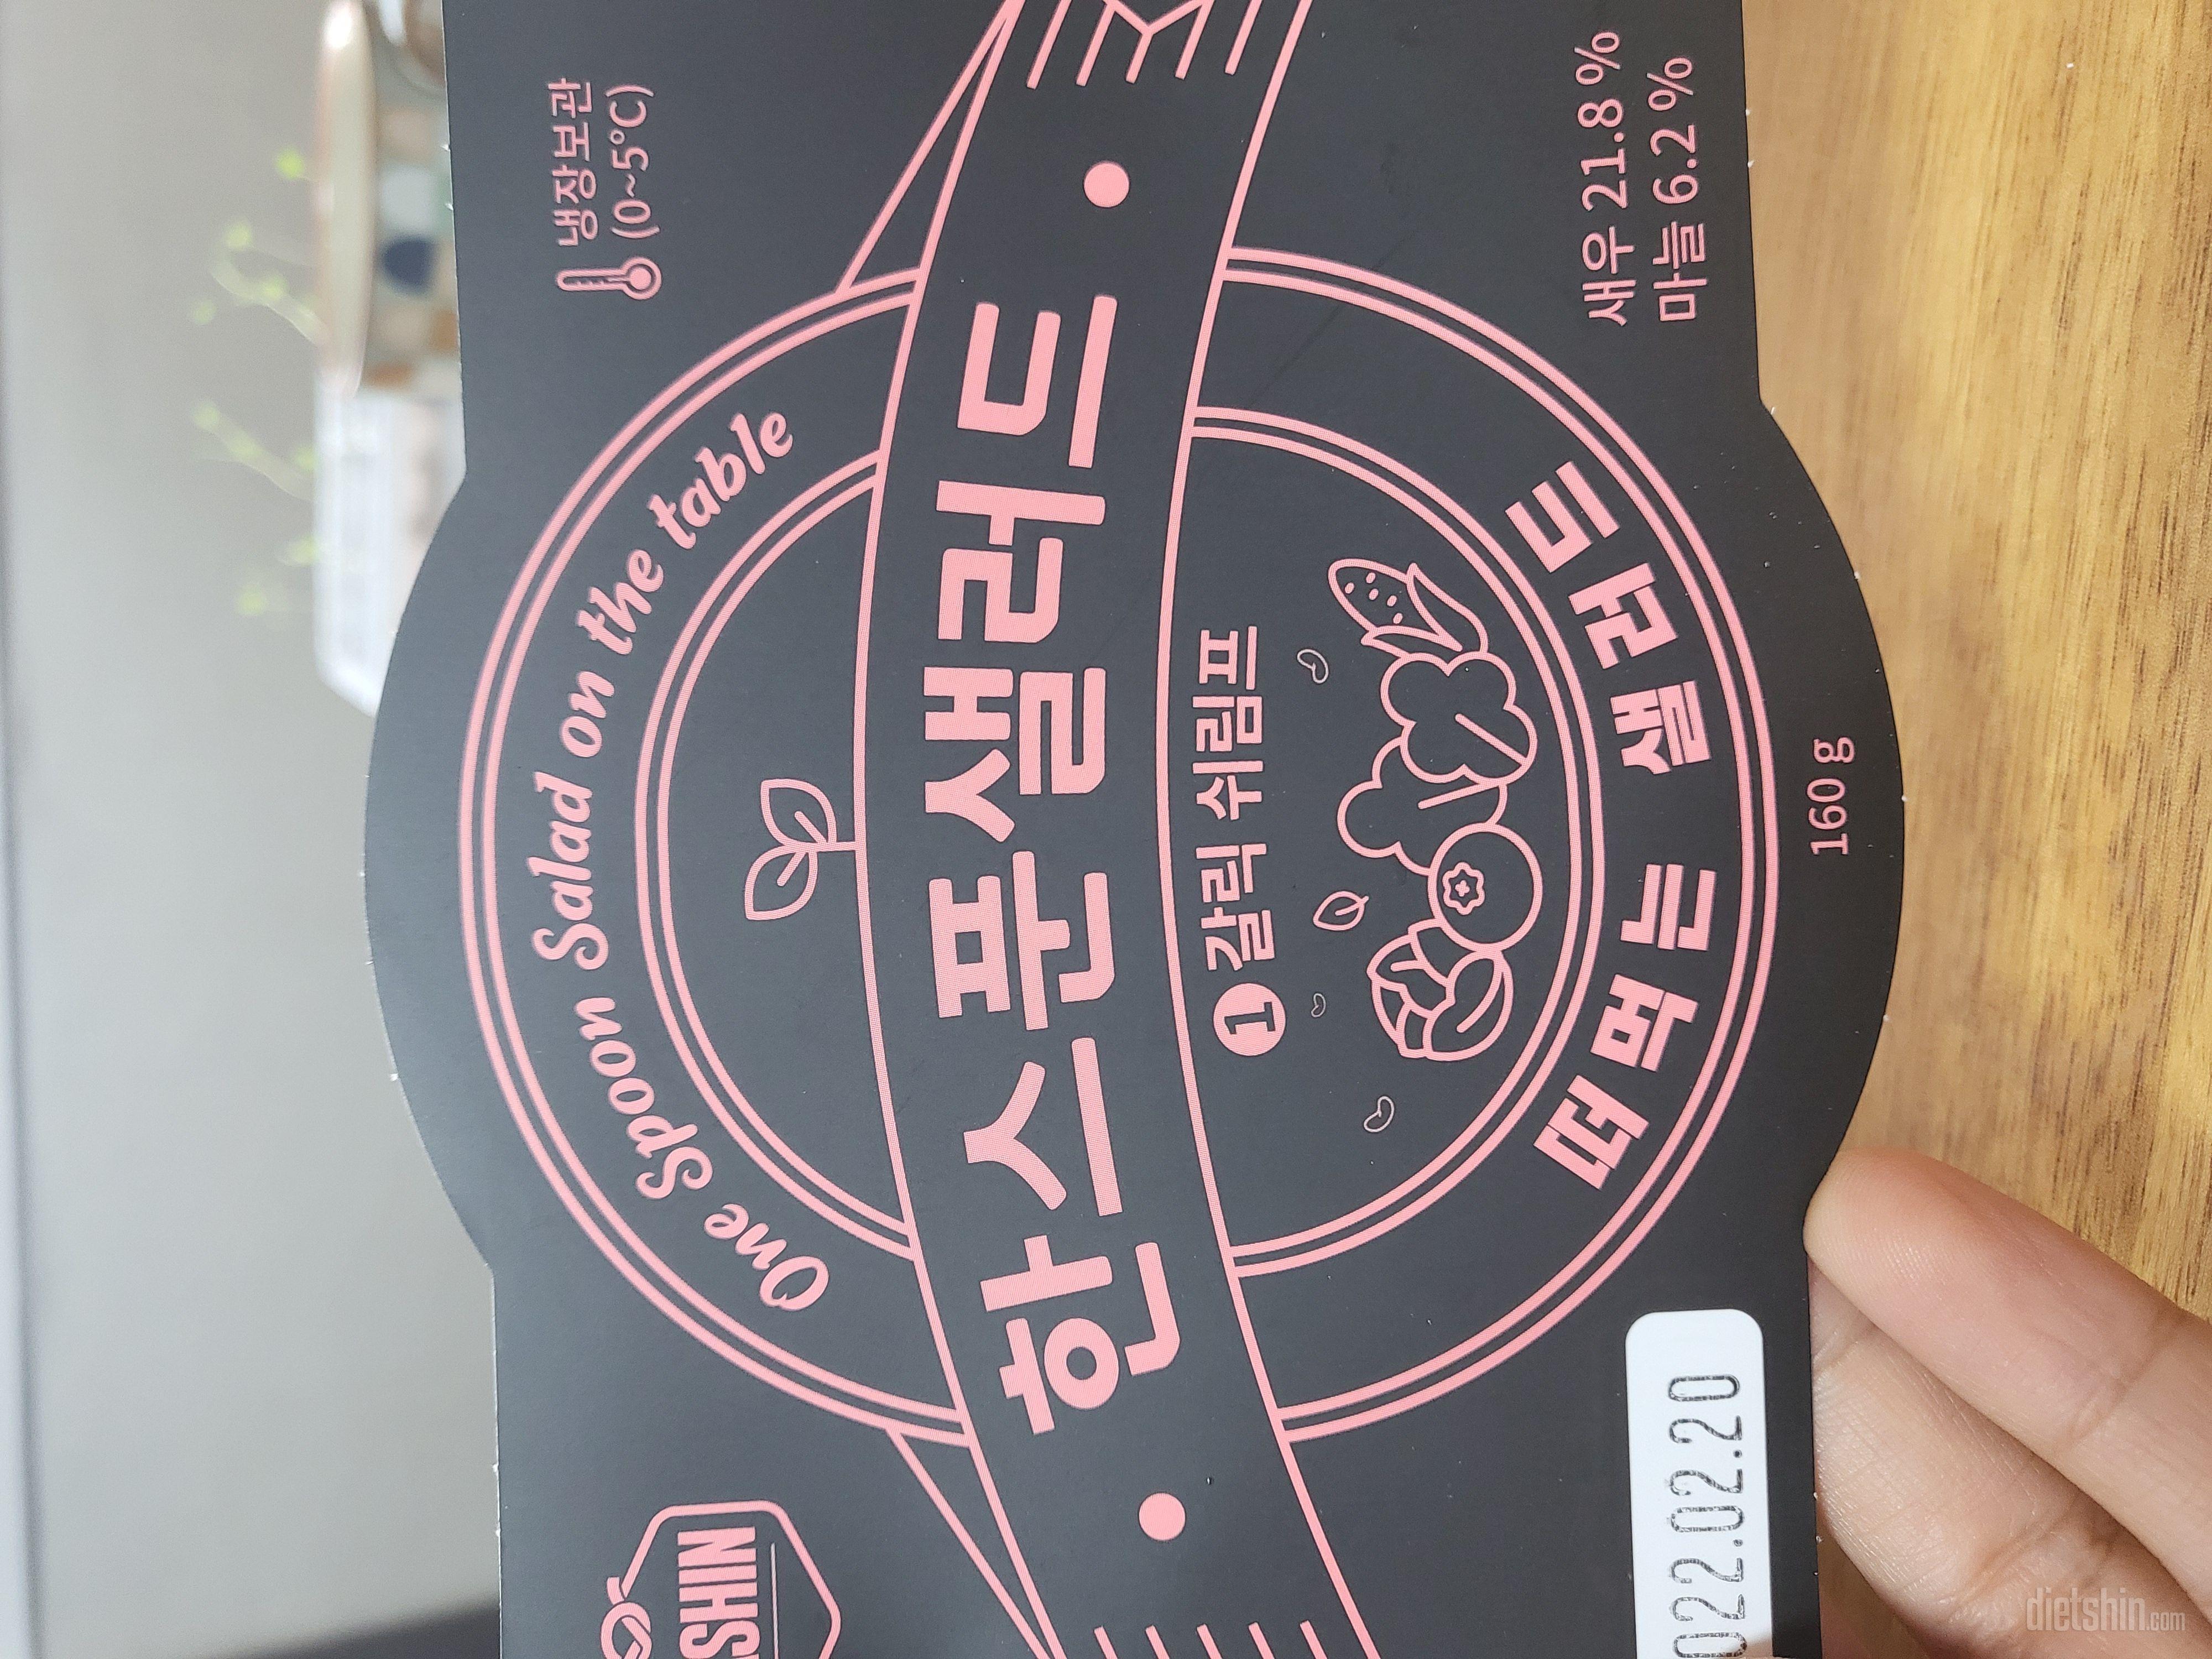 냉장보관
(0~5°C)
One Spoon Salad on the table
한스푼샐러드
1 갈릭 쉬림프
떠먹는 샐러드
새우 21.8 %
마늘 6.2 %
160 g
SHIN
022.02.20
dietshin.com